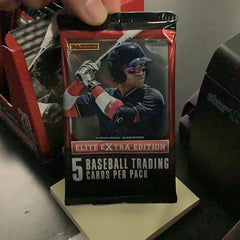 PANINI
ELITE EXTRA EDITION
5 BASEBALL TRADING
CARDS PER PACK